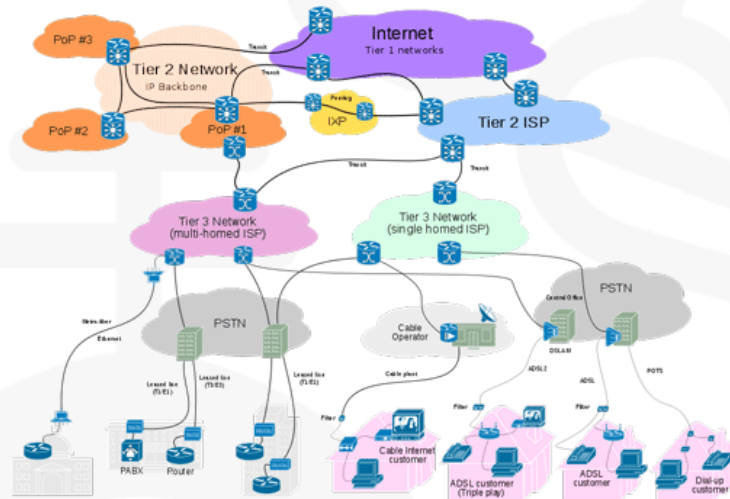 PoP #3
Internet
Tier 1 networks
Transit
Tier 2 Network
IP Backbone
Transit
Peering
IXP
PoP #2
PoP #1
Tier 2 ISP
Transit
Transit
Tier 3 Network
(multi-homed ISP)
Tier 3 Network
(single homed ISP)
PSTN
PSTN
Central Office
Cable
Operator
Metro-fiber
Ethernet
DSLAM
Leased line
(T1/E1)
Leased line
(T3/E3)
Leased line
(T1/E1)
Cable plant
ADSL2
ADSL
POTS
Filter
Filter
Filter
PABX
Router
Cable Internet
customer
ADSL customer
(Triple play)
ADSL
customer
Dial-up
customer